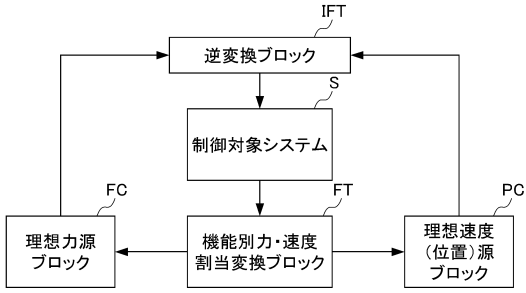 IFT
逆変換ブロック
S
制御対象システム
FC
理想力源
ブロック
FT
機能別力・速度
割当変換ブロック
PC
理想速度
(位置)源
ブロック